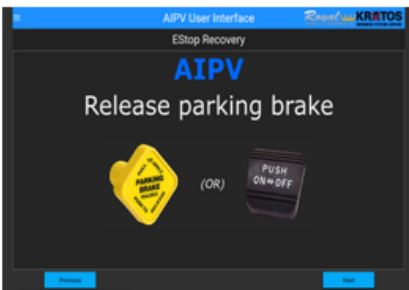 AIPV User Interface
Royal KRATOS
EStop Recovery
AIPV
Release parking brake
PARKING
BRAKE
(OR)
PUSH
ON OFF
Previous
Next